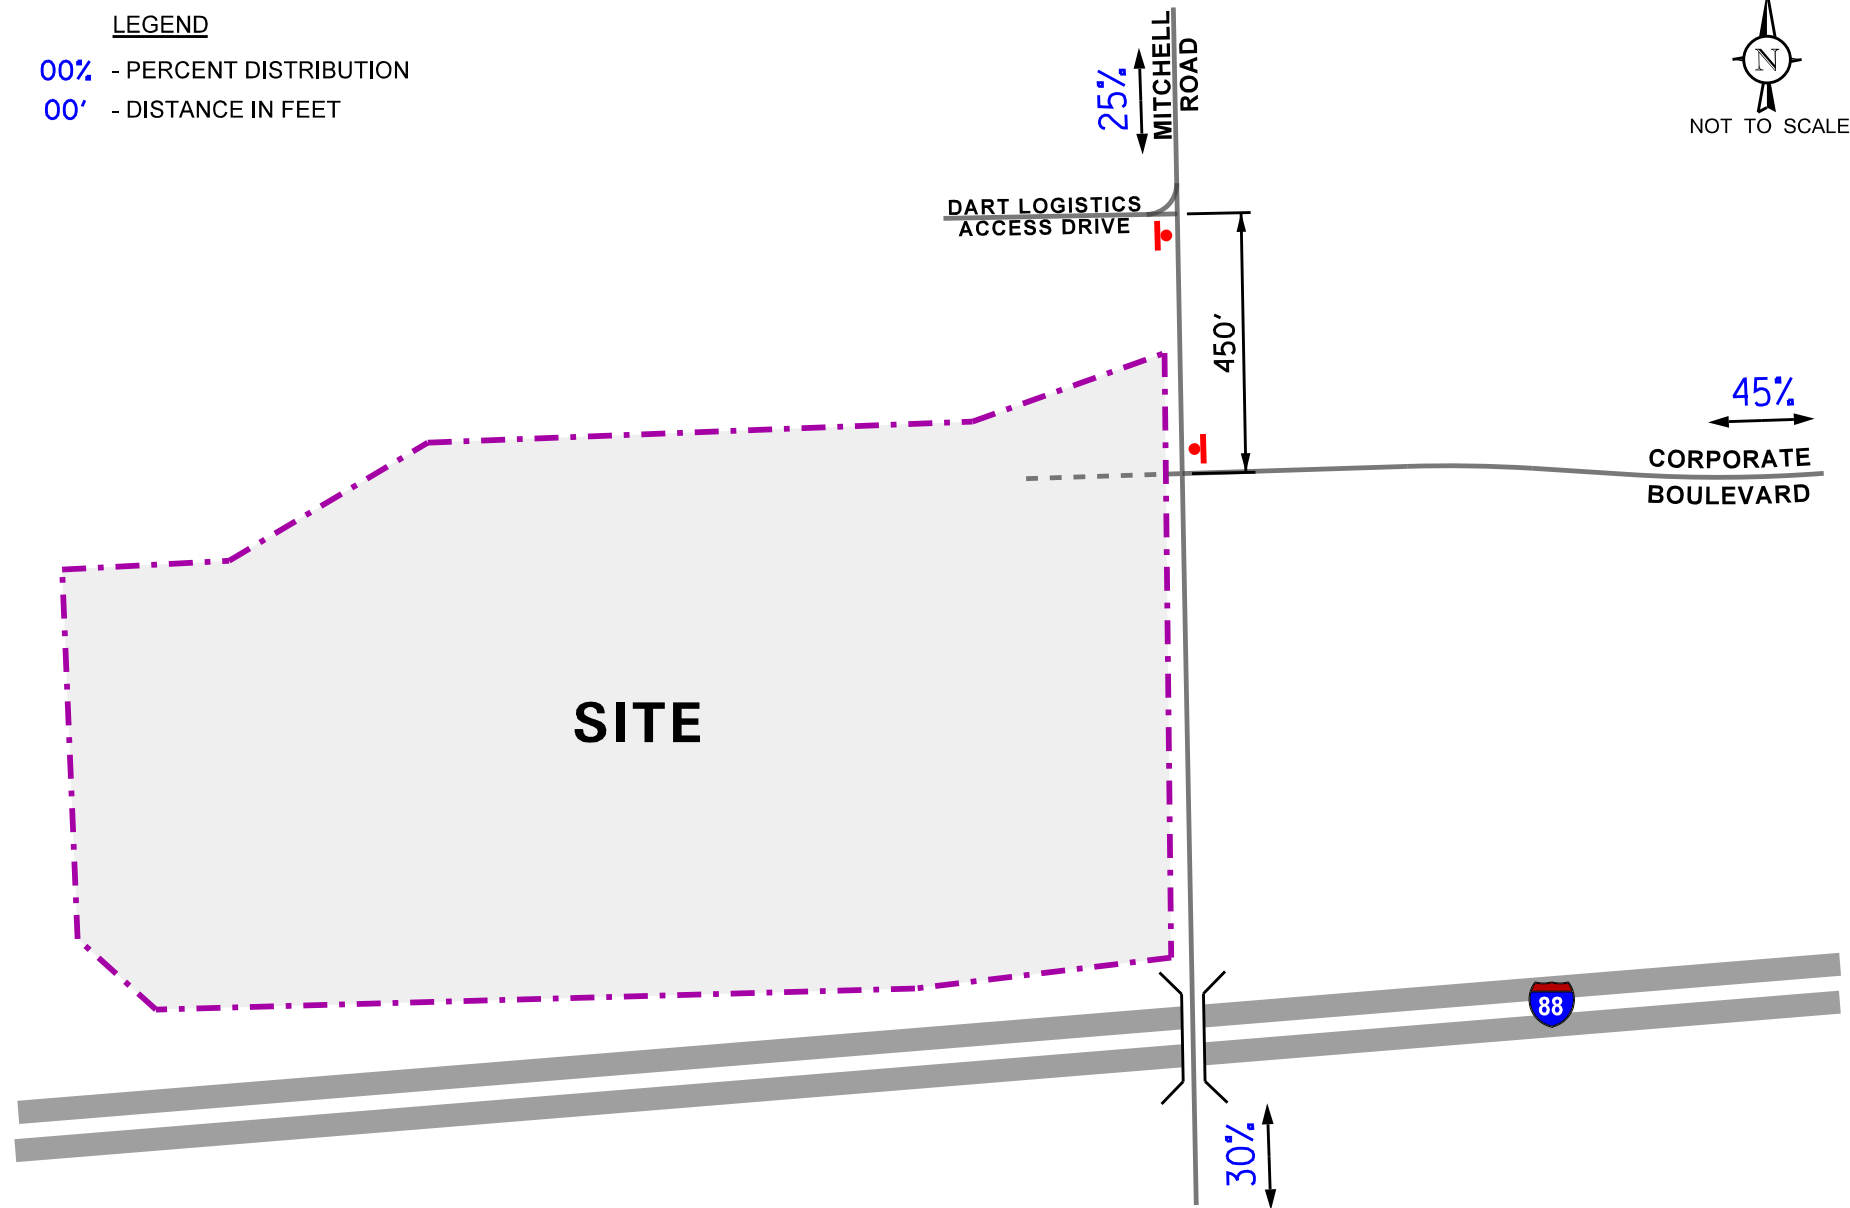 LEGEND
00% - PERCENT DISTRIBUTION
00' - DISTANCE IN FEET
MITCHELL
ROAD
25%
N
NOT TO SCALE
DART LOGISTICS
ACCESS DRIVE
450'
45%
CORPORATE
BOULEVARD
SITE
88
30%